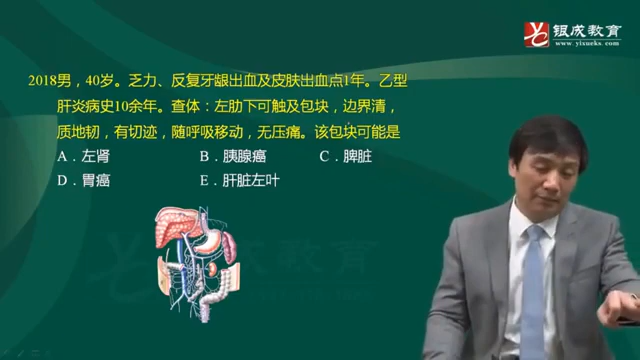 银成教育
www.yixueks.com
2018男，40岁。乏力、反复牙龈出血及皮肤出血点1年。乙型
肝炎病史10余年。查体：左肋下可触及包块，边界清，
质地韧，有切迹，随呼吸移动，无压痛。该包块可能是
A．左肾
B．胰腺癌
C．脾脏
D．胃癌
E．肝脏左叶
银成教育